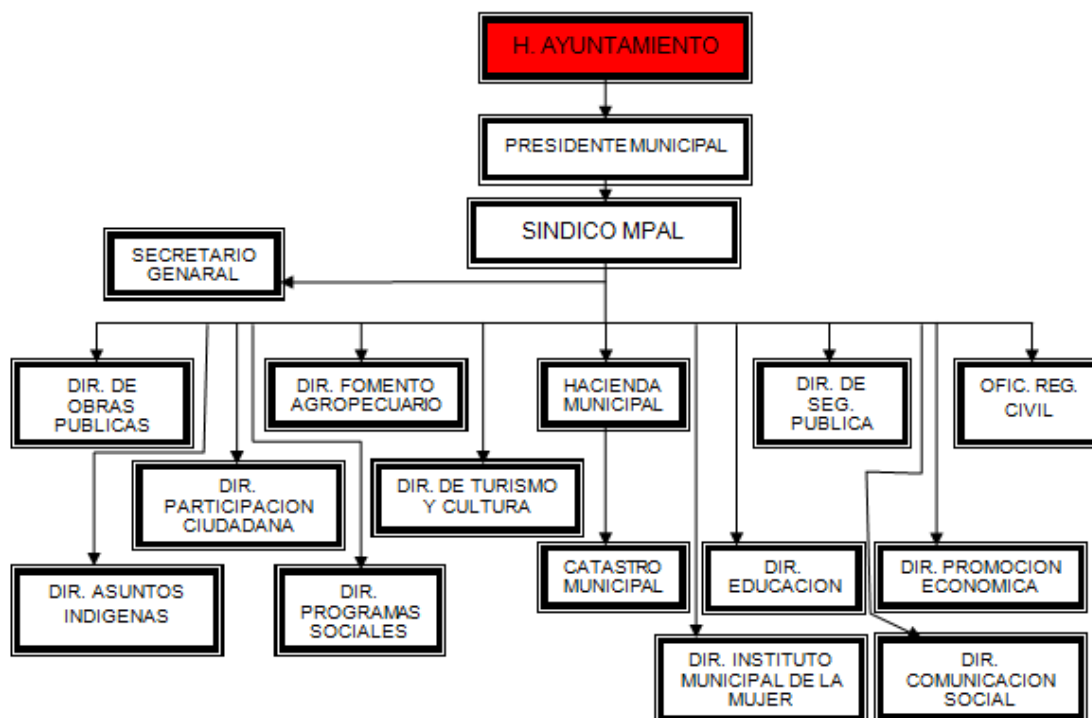 H. AYUNTAMIENTO
PRESIDENTE MUNICIPAL
SINDICO MPAL
SECRETARIO
GENARAL
DIR. DE
OBRAS
PUBLICAS
DIR. FOMENTO
AGROPECUARIO
HACIENDA
MUNICIPAL
DIR. DE
SEG.
PUBLICA
OFIC. REG.
CIVIL
DIR.
PARTICIPACION
CIUDADANA
DIR. DE TURISMO
Y CULTURA
DIR. ASUNTOS
INDIGENAS
DIR.
PROGRAMAS
SOCIALES
CATASTRO
MUNICIPAL
DIR.
EDUCACION
DIR. PROMOCION
ECONOMICA
DIR. INSTITUTO
MUNICIPAL DE LA
MUJER
DIR.
COMUNICACION
SOCIAL